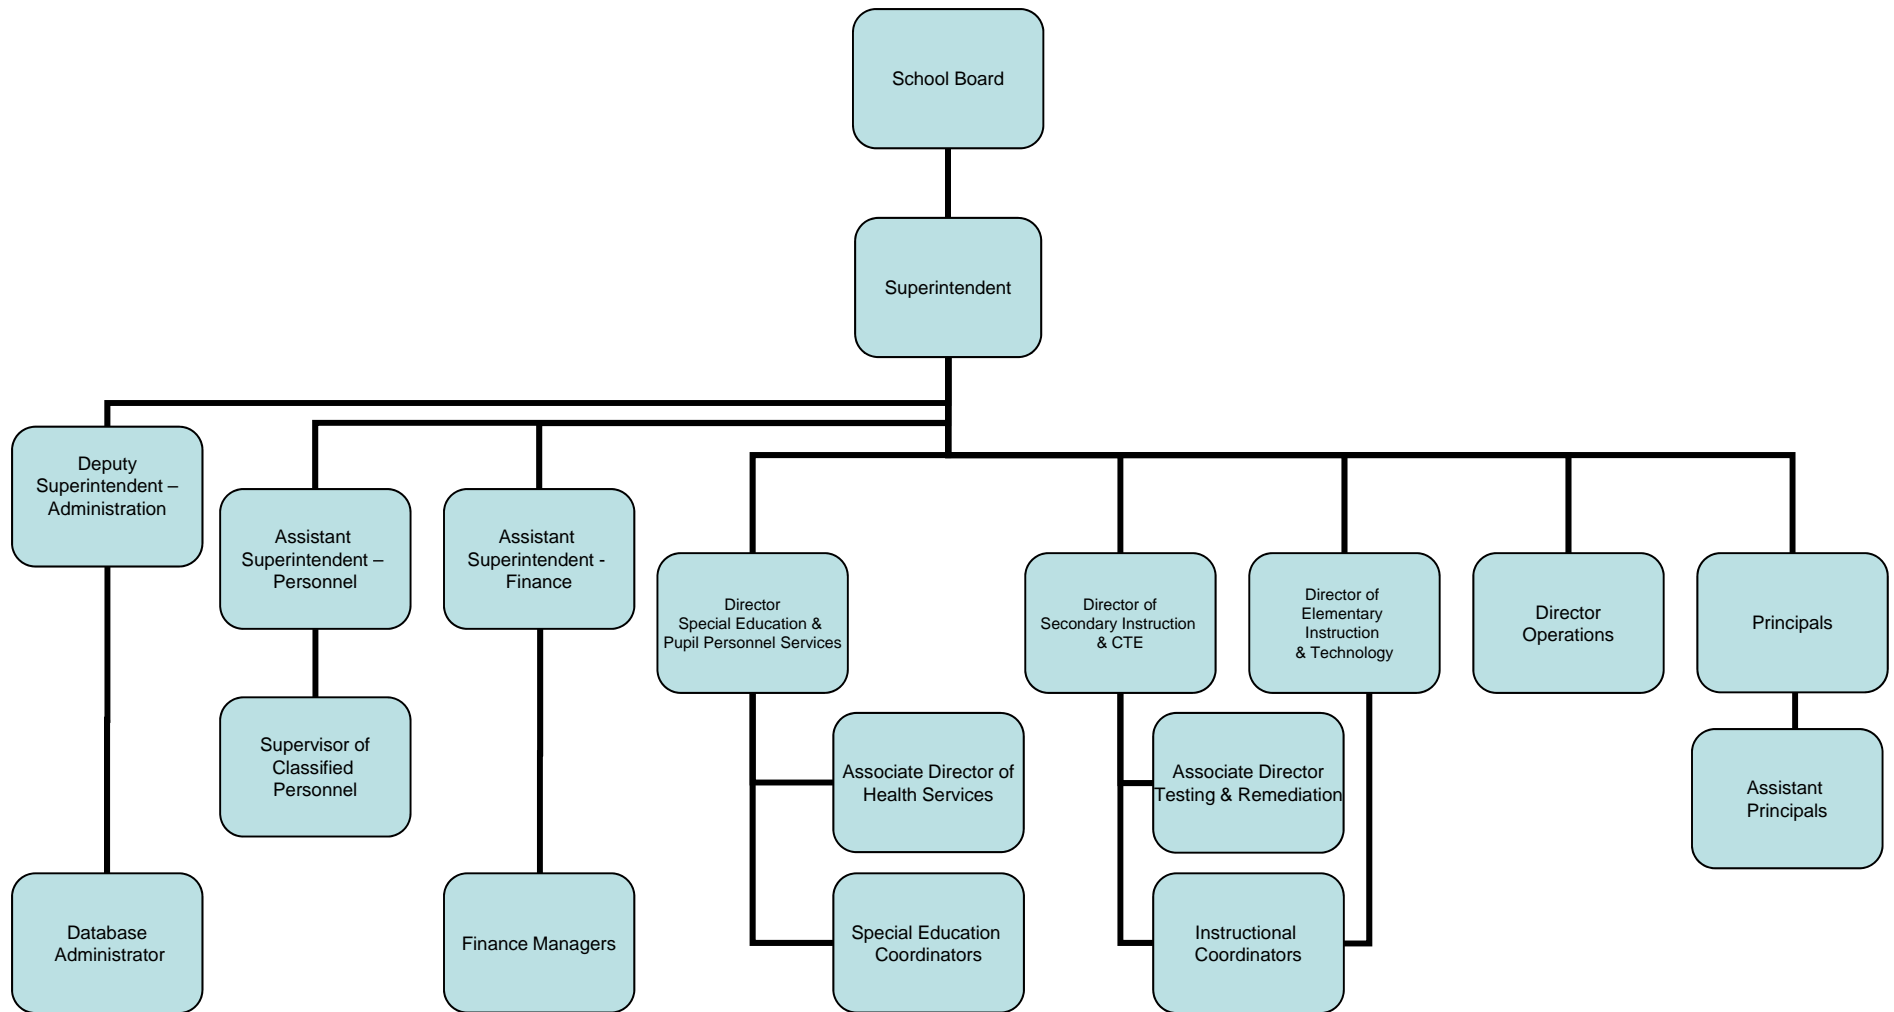 School Board
Superintendent
Deputy
Superintendent –
Administration
Assistant
Superintendent –
Personnel
Assistant
Superintendent -
Finance
Director
Special Education &
Pupil Personnel Services
Director of
Secondary Instruction
& CTE
Director of
Elementary
Instruction
& Technology
Director
Operations
Principals
Supervisor of
Classified
Personnel
Associate Director of
Health Services
Associate Director
Testing & Remediation
Assistant
Principals
Database
Administrator
Finance Managers
Special Education
Coordinators
Instructional
Coordinators